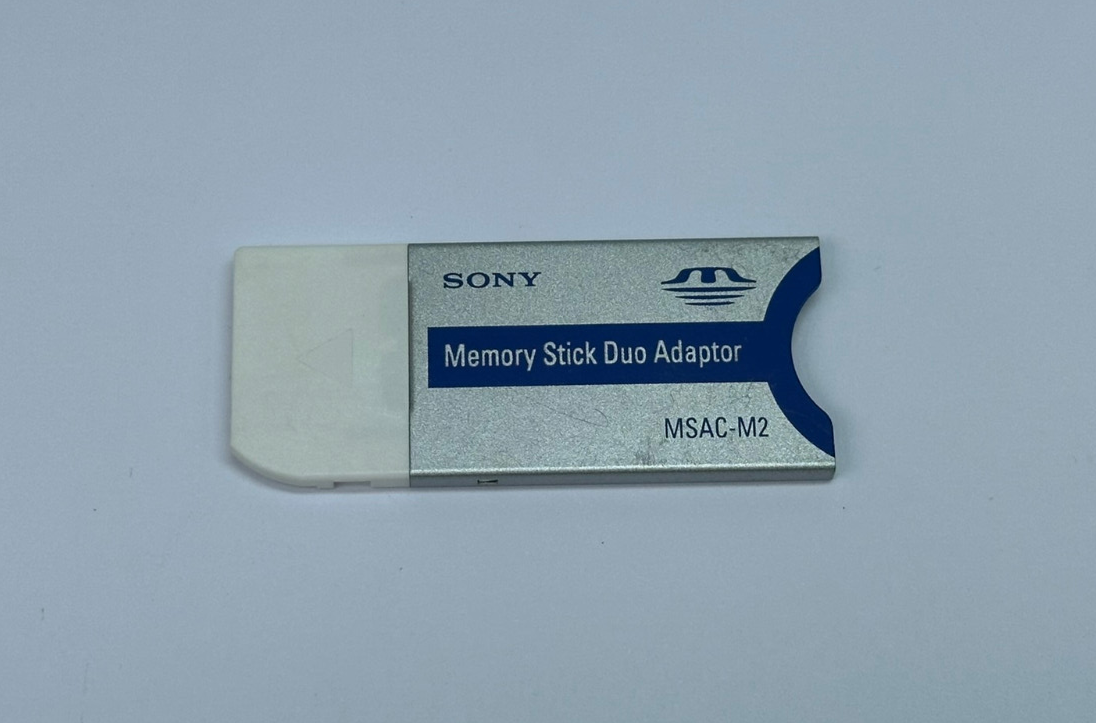 SONY
Memory Stick Duo Adaptor
MSAC-M2